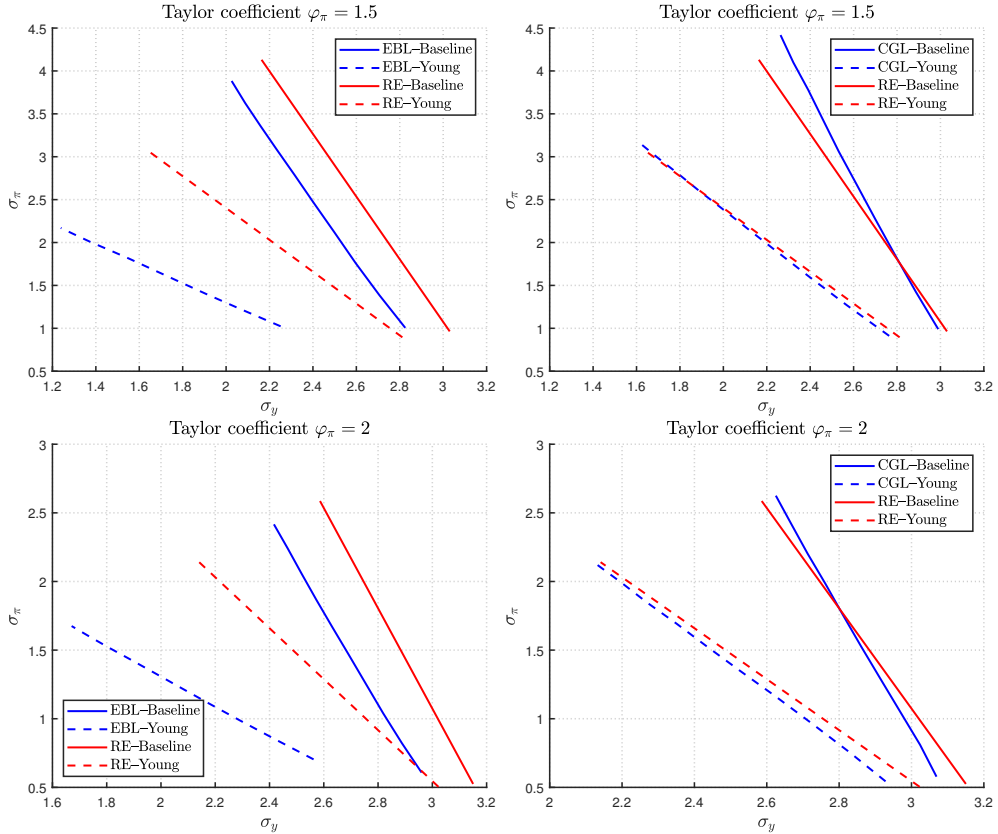 Taylor coefficient φπ = 1.5
4.5
4
3.5
3
2.5
2
1.5
1
0.5
σπ
EBL–Baseline
EBL–Young
RE–Baseline
RE–Young
1.2 1.4 1.6 1.8 2 2.2 2.4 2.6 2.8 3 3.2
σy
Taylor coefficient φπ = 1.5
4.5
4
3.5
3
2.5
2
1.5
1
0.5
σπ
CGL–Baseline
CGL–Young
RE–Baseline
RE–Young
1.2 1.4 1.6 1.8 2 2.2 2.4 2.6 2.8 3 3.2
σy
Taylor coefficient φπ = 2
3
2.5
2
1.5
1
0.5
σπ
EBL–Baseline
EBL–Young
RE–Baseline
RE–Young
1.6 1.8 2 2.2 2.4 2.6 2.8 3 3.2
σy
Taylor coefficient φπ = 2
3
2.5
2
1.5
1
0.5
σπ
CGL–Baseline
CGL–Young
RE–Baseline
RE–Young
2 2.2 2.4 2.6 2.8 3 3.2
σy